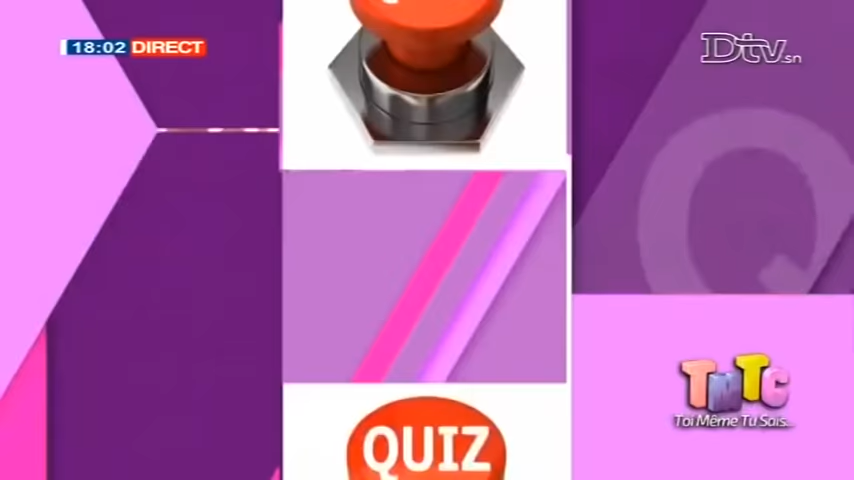 18:02 DIRECT
Dtv.sn
Q
TMTC
Toi Même Tu Sais...
QUIZ